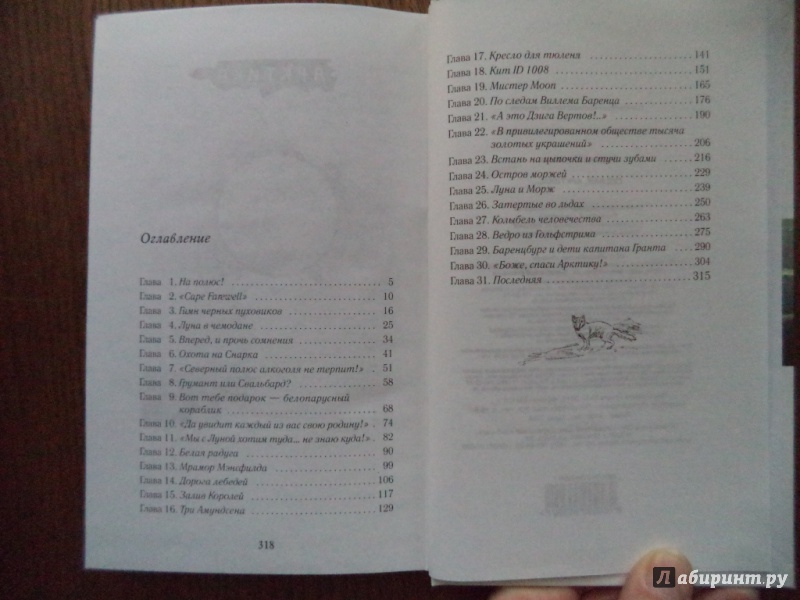 Оглавление
Глава 1. На полюс! 5
Глава 2. «Cape Farewell» 10
Глава 3. Гимн черных пуховиков 16
Глава 4. Луна в чемодане 25
Глава 5. Вперед, и прочь сомнения 34
Глава 6. Охота на Снарка 41
Глава 7. «Северный полюс алкоголя не терпит!» 51
Глава 8. Грумант или Свальбард? 58
Глава 9. Вот тебе подарок — белопарусный
кораблик 68
Глава 10. «Да увидит каждый из вас свою родину!» 74
Глава 11. «Мы с Луной хотим туда... не знаю куда!» 82
Глава 12. Белая радуга 90
Глава 13. Мрамор Мэнсфилда 99
Глава 14. Дорога лебедей 106
Глава 15. Залив Королей 117
Глава 16. Три Амундсена 129
318
Глава 17. Кресло для тюленя 141
Глава 18. Кит ID 1008 151
Глава 19. Мистер Моон 165
Глава 20. По следам Виллема Баренца 176
Глава 21. «А это Дзига Вертов!..» 190
Глава 22. «В привилегированном обществе тысяча
золотых украшений» 206
Глава 23. Встань на цыпочки и стучи зубами 216
Глава 24. Остров моржей 229
Глава 25. Луна и Морж 239
Глава 26. Затертые во льдах 250
Глава 27. Колыбель человечества 263
Глава 28. Ведро из Гольфстрима 275
Глава 29. Баренцбург и дети капитана Гранта 290
Глава 30. «Боже, спаси Арктику!» 304
Глава 31. Последняя 315
Лабиринт.ру